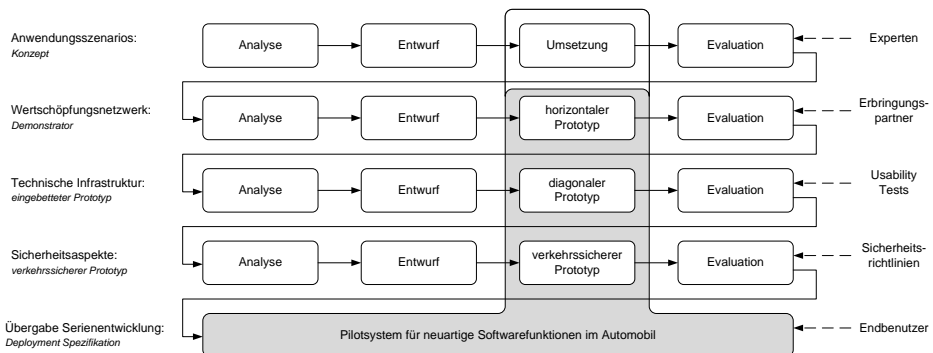 Anwendungsszenarios:
Konzept
Analyse
Entwurf
Umsetzung
Evaluation
Experten
Wertschöpfungsnetzwerk:
Demonstrator
Analyse
Entwurf
horizontaler
Prototyp
Evaluation
Erbringungs-
partner
Technische Infrastruktur:
eingebetteter Prototyp
Analyse
Entwurf
diagonaler
Prototyp
Evaluation
Usability
Tests
Sicherheitsaspekte:
verkehrssicherer Prototyp
Analyse
Entwurf
verkehrssicherer
Prototyp
Evaluation
Sicherheits-
richtlinien
Übergabe Serienentwicklung:
Deployment Spezifikation
Pilotsystem für neuartige Softwarefunktionen im Automobil
Endbenutzer